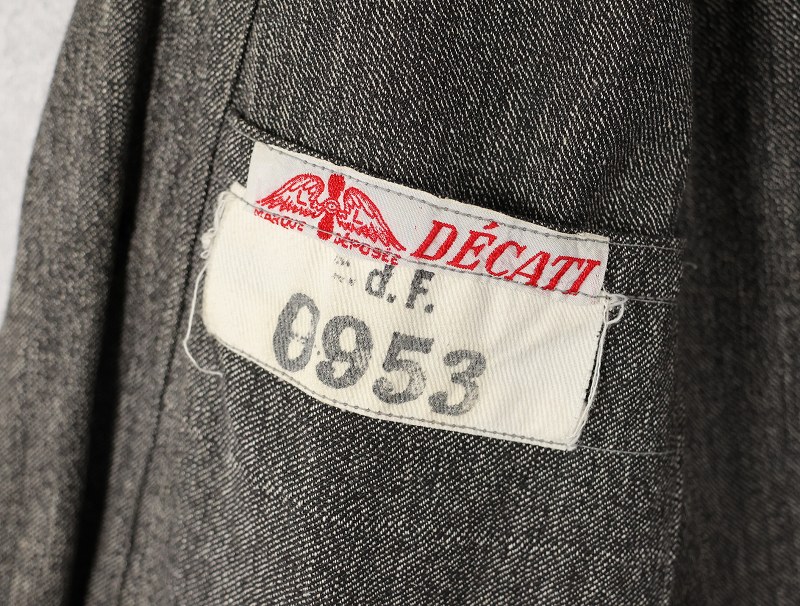 L L
MARQUE DÉPOSÉE
DÉCATI
.d.F.
0953